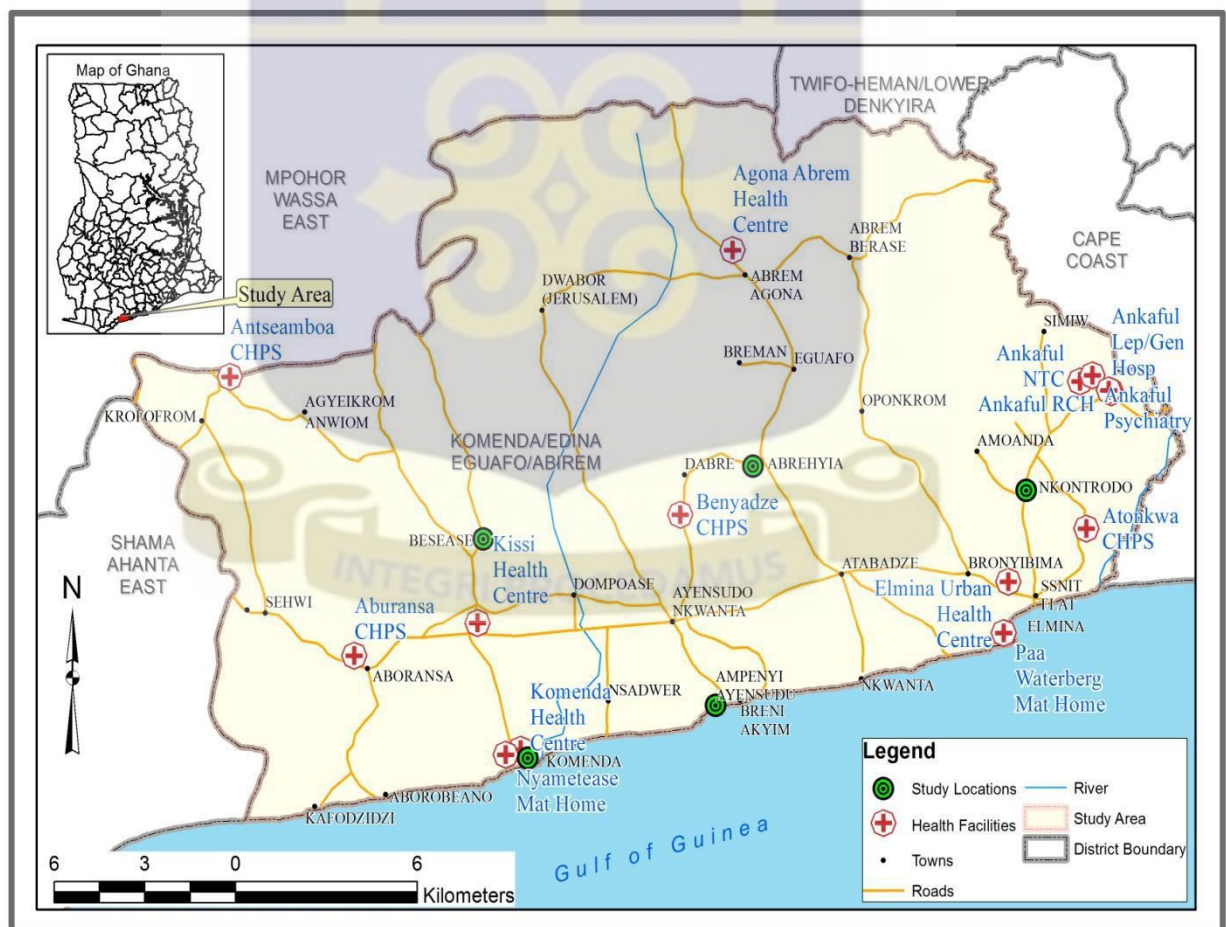 Map of Ghana
Study Area
TWIFO-HEMAN/LOWER
DENKYIRA
MPOHOR
WASSA
EAST
CAPE
COAST
SHAMA
AHANTA
EAST
KOMENDA/EDINA
EGUAFO/ABIREM
Agona Abrem
Health
Centre
ABREM
BERASE
ABREM
AGONA
DWABOR
(JERUSALEM)
Antseamboa
CHPS
BREMAN
EGUAFO
SIMIW
Ankaful
Lep/Gen
Hosp
Ankaful
NTC
Ankaful RCH
Ankaful
Psychiatry
AGYEIKROM
ANWIOM
KROFOFROM
OPONKROM
AMOANDA
DABRE
ABREHYIA
NKONTRODO
Benyadze
CHPS
Atonkwa
CHPS
BESEASE
Kissi
Health
Centre
INTEGRI PROCEDAMUS
DOMPOASE
AYENSUDO
NKWANTA
ATABADZE
BRONYIBIMA
Elmina Urban
Health
Centre
SSNIT
FLAT
ELMINA
N
SEHWI
Aburansa
CHPS
ABORANSA
Paa
Waterberg
Mat Home
Komenda
Health
Centre
NSADWER
AMPENYI
AYENSUDU
BRENI
AKYIM
NKWANTA
KOMENDA
Nyametease
Mat Home
ABOROBEANO
KAFODZIDZI
Gulf of Guinea
6 3 0 6
Kilometers
Legend
Study Locations
Health Facilities
Towns
Roads
River
Study Area
District Boundary